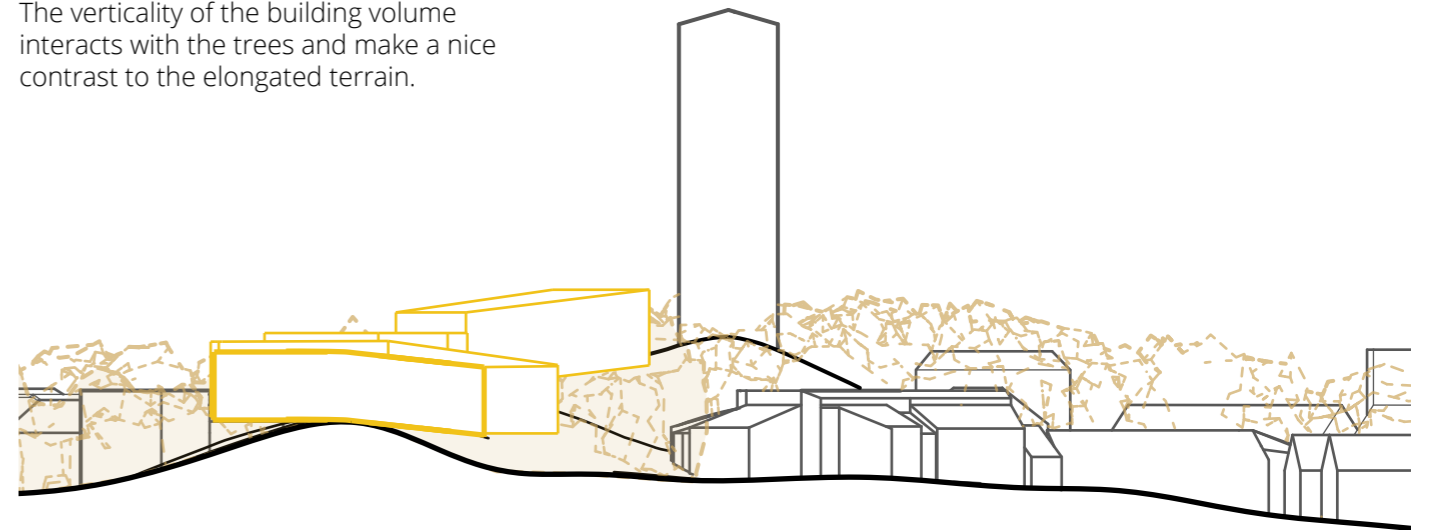 The verticality of the building volume
interacts with the trees and make a nice
contrast to the elongated terrain.